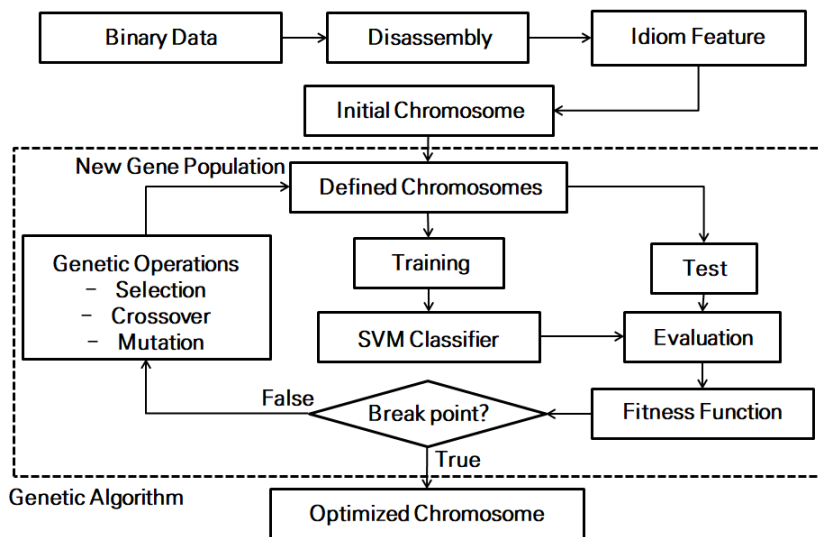 Binary Data
Disassembly
Idiom Feature
Initial Chromosome
New Gene Population
Defined Chromosomes
Genetic Operations
– Selection
– Crossover
– Mutation
Training
Test
SVM Classifier
Evaluation
False
Break point?
Fitness Function
True
Genetic Algorithm
Optimized Chromosome